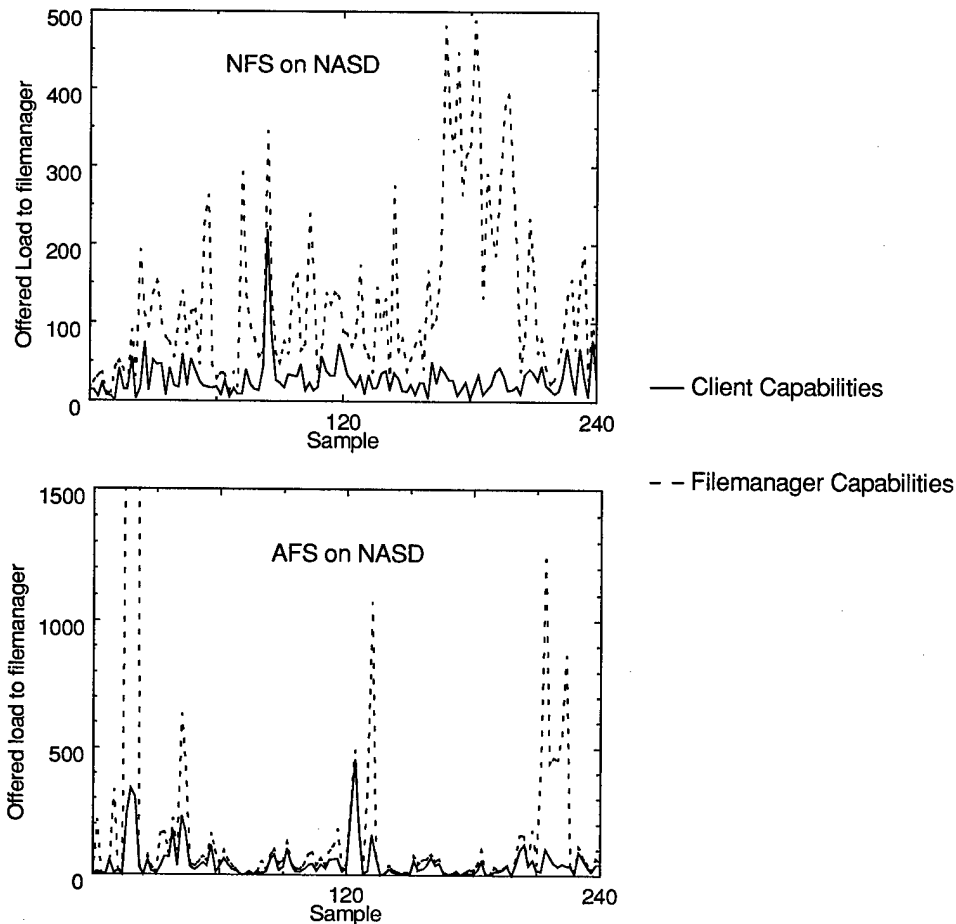 500
400
300
200
100
0
Offered Load to filemanager
NFS on NASD
120
240
Sample
Client Capabilities
Filemanager Capabilities
1500
1000
500
0
Offered load to filemanager
AFS on NASD
120
240
Sample